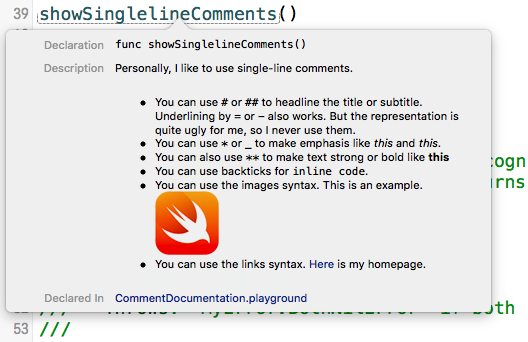 39 showSinglelineComments()
Declaration func showSinglelineComments()
Description Personally, I like to use single-line comments.
• You can use # or ## to headline the title or subtitle.
Underlining by = or − also works. But the representation is
quite ugly for me, so I never use them.
• You can use * or _ to make emphasis like this and this.
• You can also use ** to make text strong or bold like this
cogn
• You can use backticks for inline code.
urns
• You can use the images syntax. This is an example.
• You can use the links syntax. Here is my homepage.
Declared In CommentDocumentation.playground
53 ///